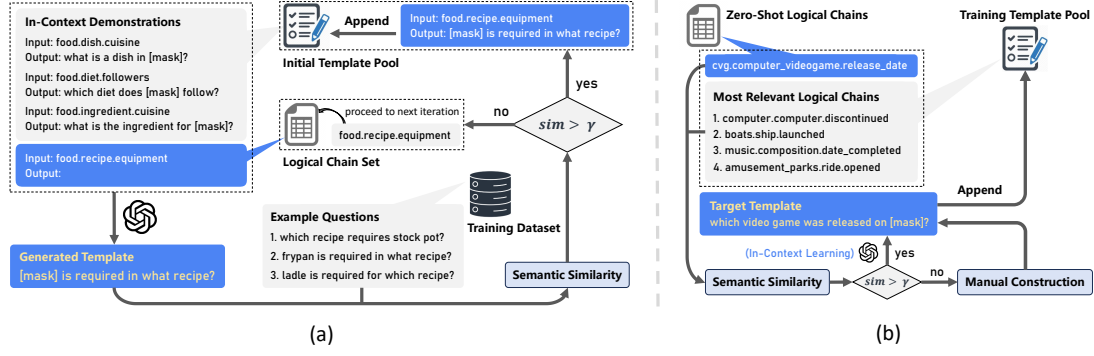 In-Context Demonstrations
Input: food.dish.cuisine
Output: what is a dish in [mask]?
Input: food.diet.followers
Output: which diet does [mask] follow?
Input: food.ingredient.cuisine
Output: what is the ingredient for [mask]?
Input: food.recipe.equipment
Output:
Generated Template
[mask] is required in what recipe?
Append
Initial Template Pool
Input: food.recipe.equipment
Output: [mask] is required in what recipe?
yes
no
sim > γ
proceed to next iteration
food.recipe.equipment
Logical Chain Set
Training Dataset
Example Questions
1. which recipe requires stock pot?
2. frypan is required in what recipe?
3. ladle is required for which recipe?
Semantic Similarity
(a)
Zero-Shot Logical Chains
Training Template Pool
cvg.computer_videogame.release_date
Most Relevant Logical Chains
1. computer.computer.discontinued
2. boats.ship.launched
3. music.composition.date_completed
4. amusement_parks.ride.opened
Append
Target Template
which video game was released on [mask]?
(In-Context Learning)
yes
Semantic Similarity
sim > γ
no
Manual Construction
(b)